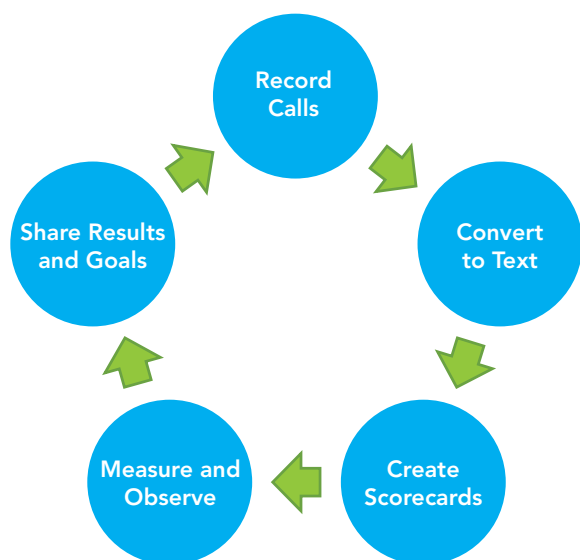 Record
Calls
Convert
to Text
Create
Scorecards
Measure and
Observe
Share Results
and Goals